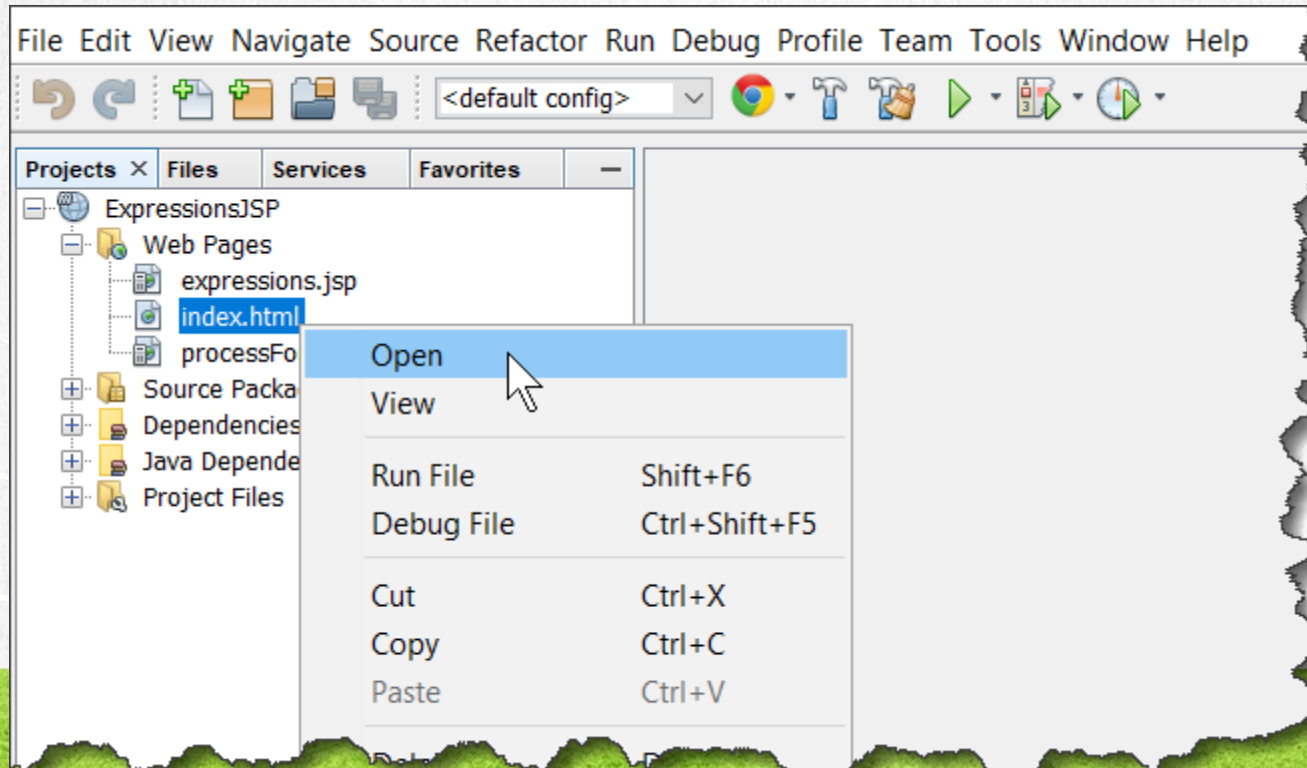 File Edit View Navigate Source Refactor Run Debug Profile Team Tools Window Help
<default config>
Projects Files Services Favorites
ExpressionsJSP
Web Pages
expressions.jsp
index.html
processFo
Source Packa
Dependencies
Java Depende
Project Files
Open
View
Run File Shift+F6
Debug File Ctrl+Shift+F5
Cut Ctrl+X
Copy Ctrl+C
Paste Ctrl+V